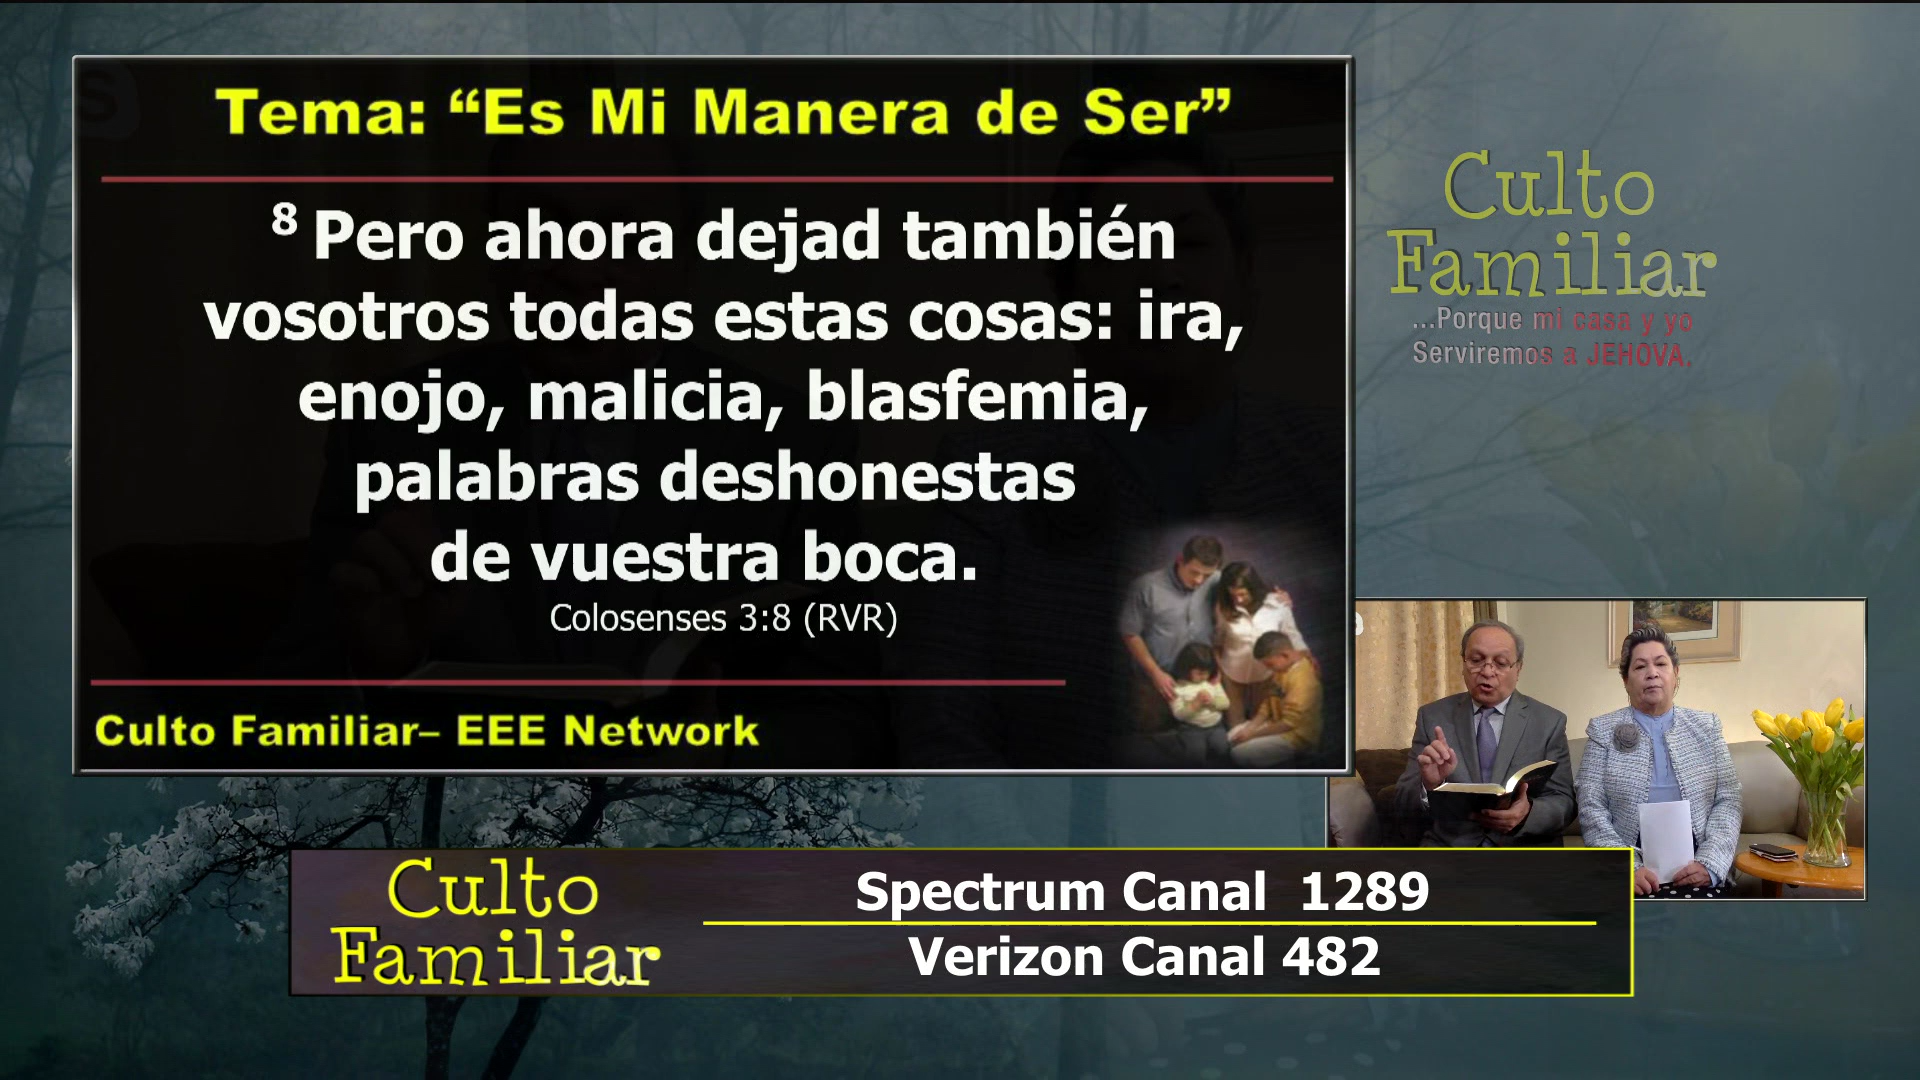 Tema: “Es Mi Manera de Ser”
8 Pero ahora dejad también
vosotros todas estas cosas: ira,
enojo, malicia, blasfemia,
palabras deshonestas
de vuestra boca.
Colosenses 3:8 (RVR)
Culto Familiar– EEE Network
Culto
Familiar
...Porque mi casa y yo
Serviremos a JEHOVA.
Culto
Familiar
Spectrum Canal 1289
Verizon Canal 482